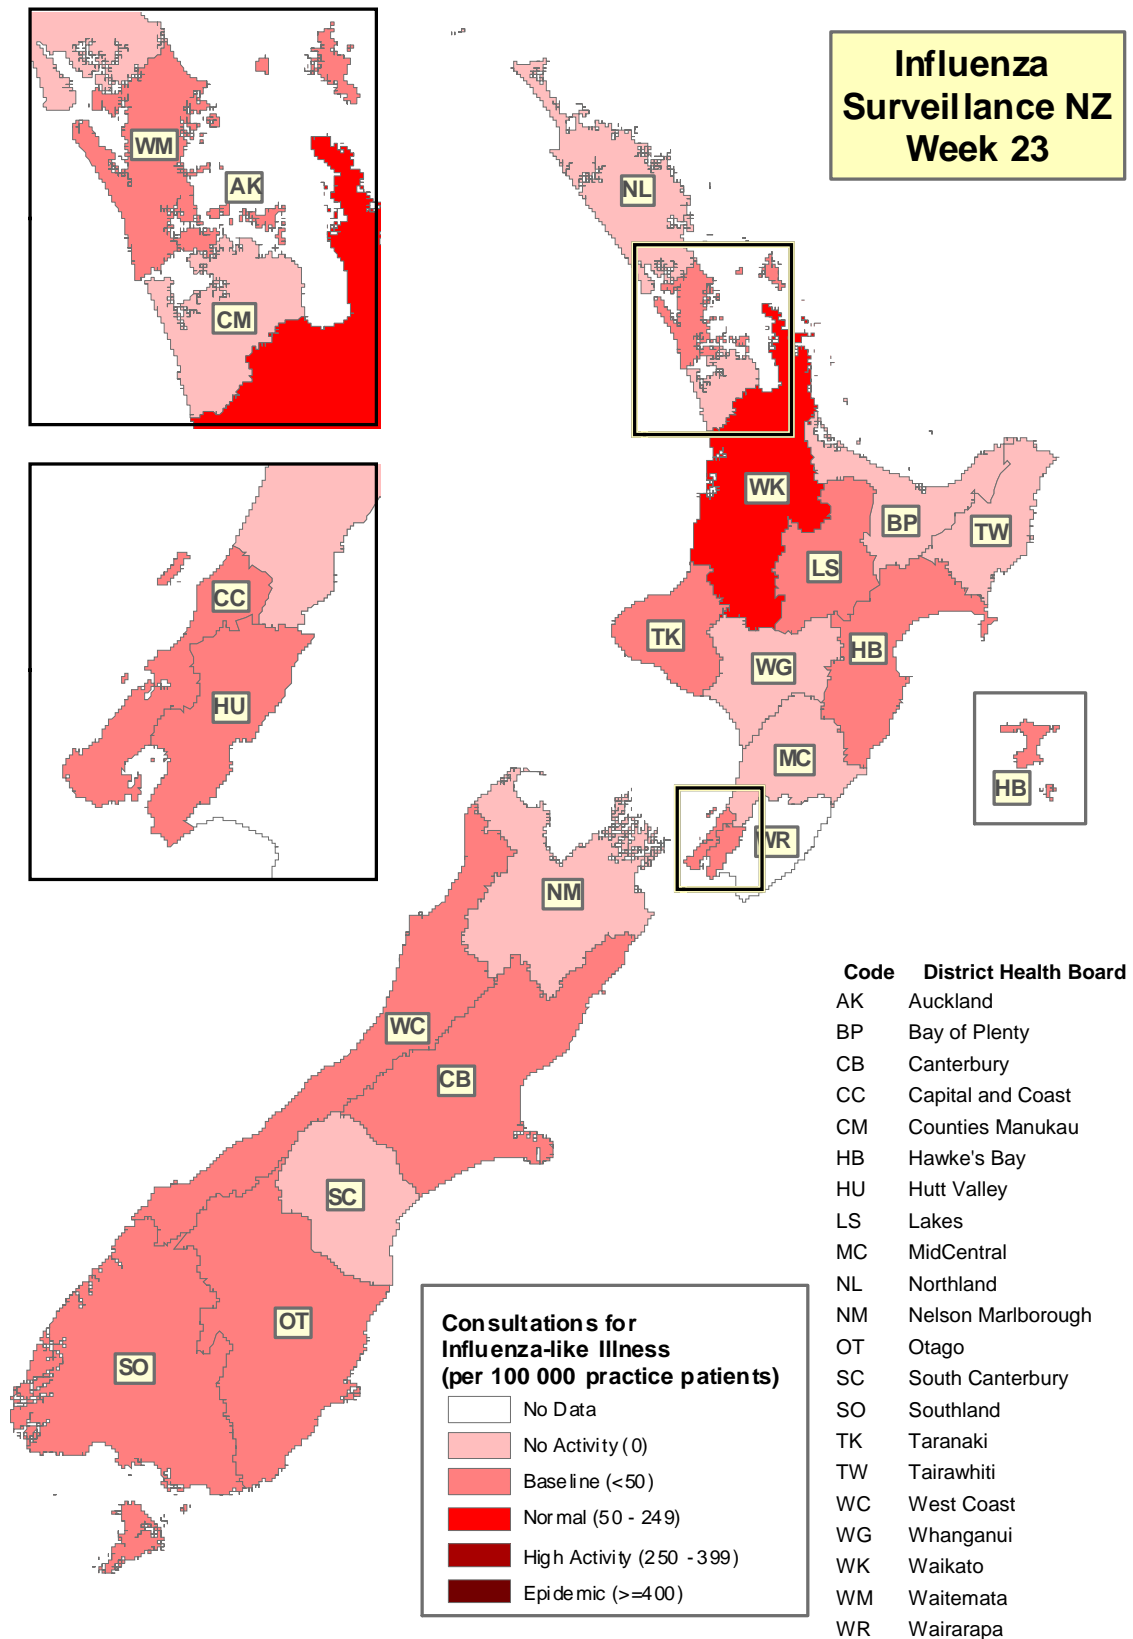 Influenza
Surveillance NZ
Week 23
WM
AK
CM
NL
WK
BP
TW
LS
TK
HB
WG
MC
HB
WR
CC
HU
NM
WC
CB
SC
OT
SO
Code District Health Board
AK Auckland
BP Bay of Plenty
CB Canterbury
CC Capital and Coast
CM Counties Manukau
HB Hawke's Bay
HU Hutt Valley
LS Lakes
MC MidCentral
NL Northland
NM Nelson Marlborough
OT Otago
SC South Canterbury
SO Southland
TK Taranaki
TW Tairawhiti
WC West Coast
WG Whanganui
WK Waikato
WM Waitemata
WR Wairarapa
Consultations for
Influenza-like Illness
(per 100 000 practice patients)
No Data
No Activity (0)
Baseline (<50)
Normal (50 - 249)
High Activity (250 - 399)
Epidemic (>=400)